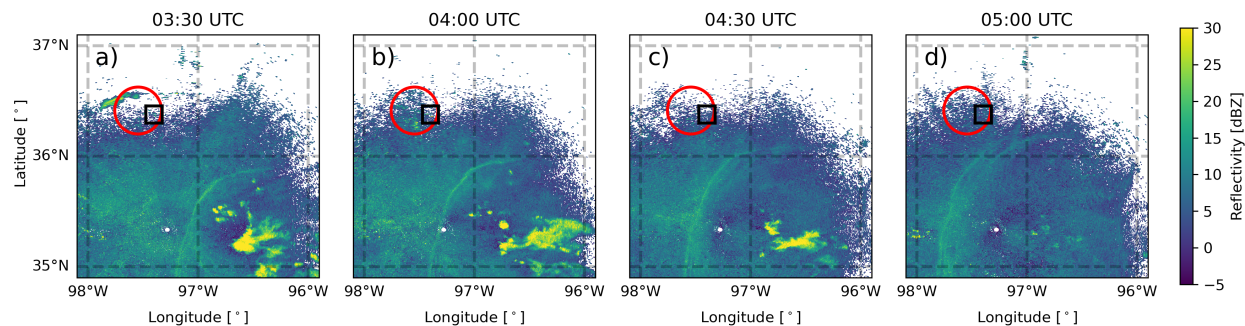 03:30 UTC
04:00 UTC
04:30 UTC
05:00 UTC
a)
b)
c)
d)
37°N
36°N
35°N
Latitude [°]
98°W 97°W 96°W
98°W 97°W 96°W
98°W 97°W 96°W
98°W 97°W 96°W
Longitude [°]
Longitude [°]
Longitude [°]
Longitude [°]
30
25
20
15
10
5
0
−5
Reflectivity [dBZ]